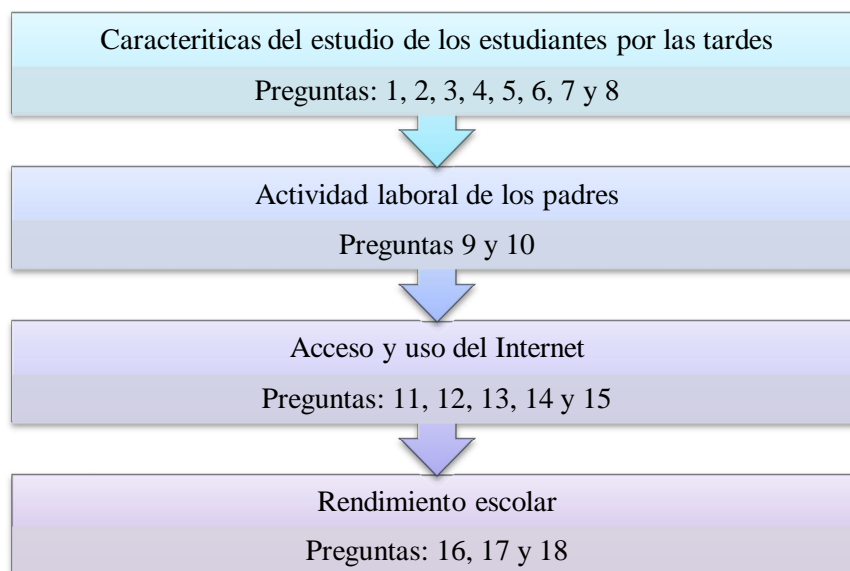 Caracteriticas del estudio de los estudiantes por las tardes
Preguntas: 1, 2, 3, 4, 5, 6, 7 y 8
Actividad laboral de los padres
Preguntas 9 y 10
Acceso y uso del Internet
Preguntas: 11, 12, 13, 14 y 15
Rendimiento escolar
Preguntas: 16, 17 y 18